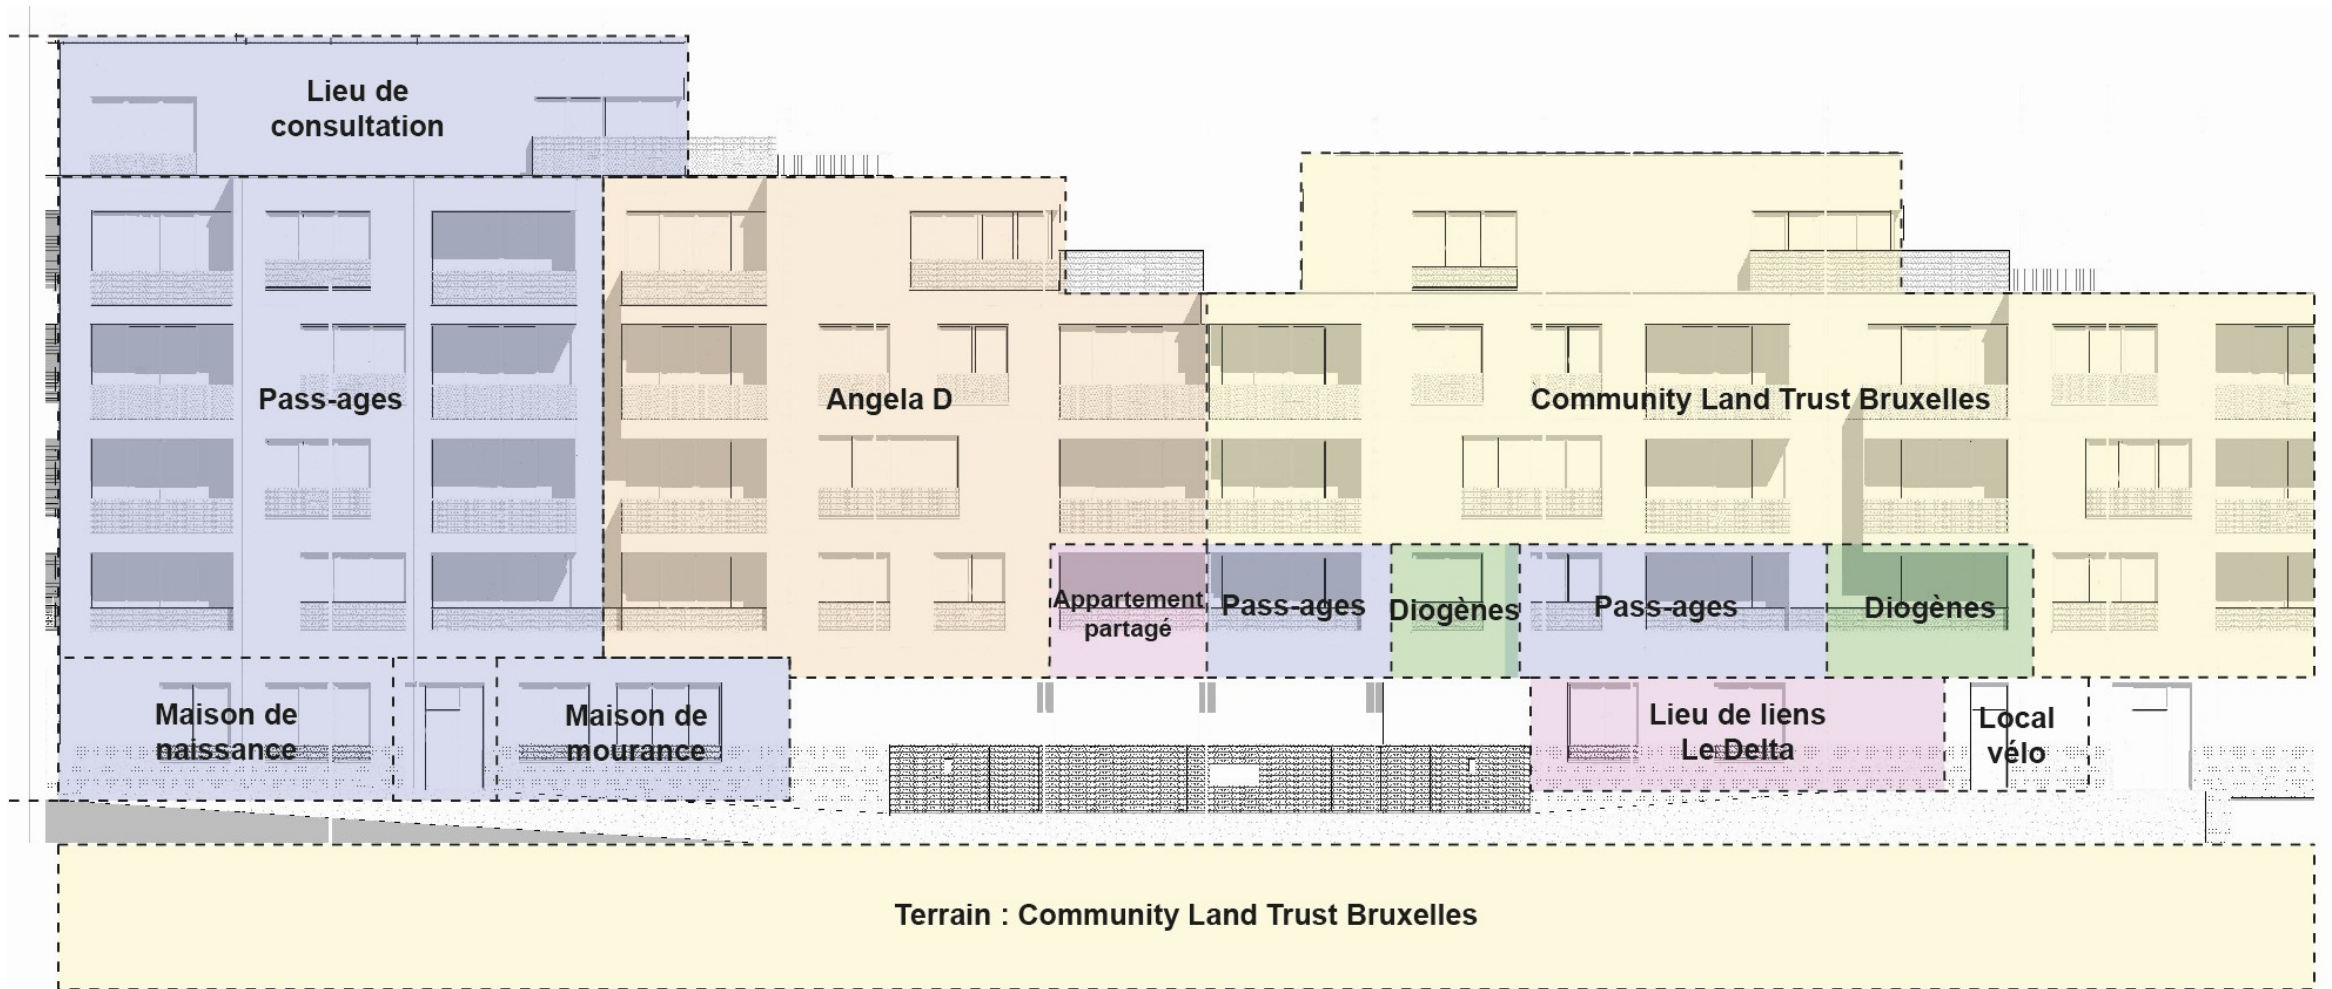 Lieu de
consultation
Pass-ages
Angela D
Community Land Trust Bruxelles
Appartement
partagé
Pass-ages
Diogènes
Pass-ages
Diogènes
Maison de
naissance
Maison de
mourance
Lieu de liens
Le Delta
Local
vélo
Terrain : Community Land Trust Bruxelles